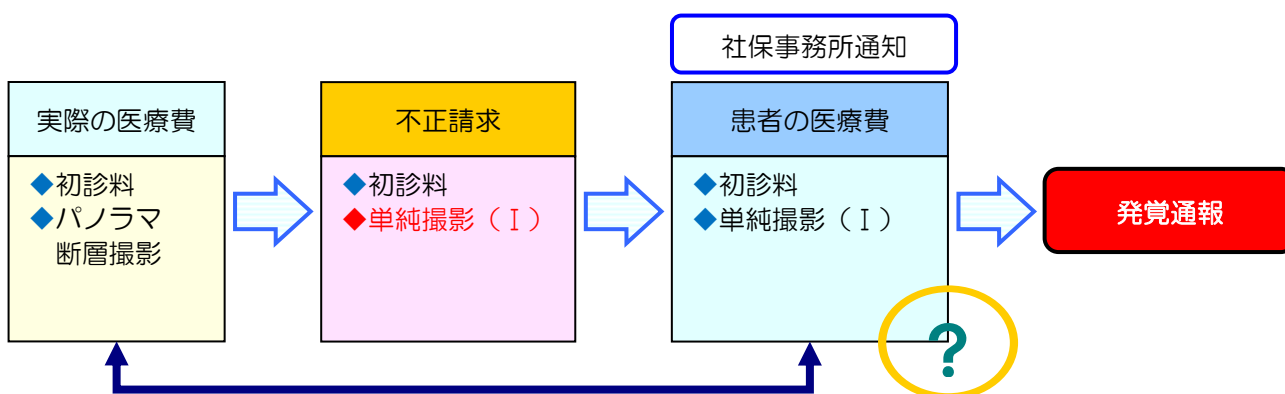 社保事務所通知
実際の医療費
◆初診料
◆パノラマ
断層撮影
不正請求
◆初診料
◆単純撮影（Ⅰ）
患者の医療費
◆初診料
◆単純撮影（Ⅰ）
?
発覚通報